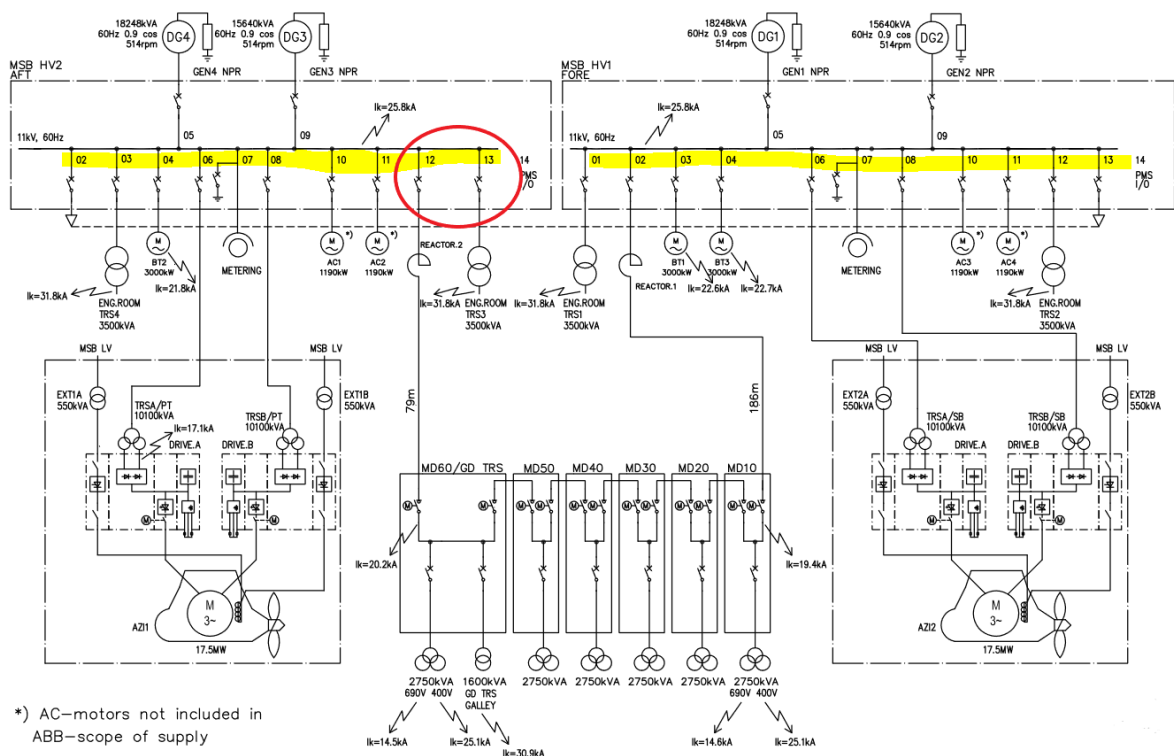 18248kVA
60Hz 0.9 cos
514rpm
DG4
15640kVA
60Hz 0.9 cos
514rpm
DG3
18248kVA
60Hz 0.9 cos
514rpm
DG1
15640kVA
60Hz 0.9 cos
514rpm
DG2
MSB HV2
AFT
GEN4 NPR
GEN3 NPR
MSB HV1
FORE
GEN1 NPR
GEN2 NPR
Ik=25.8kA
Ik=25.8kA
11kV, 60Hz
05
09
11kV, 60Hz
05
09
02 03 04 06 07 08 10 11 12 13 14
PMS
I/O
01 02 03 04 06 07 08 10 11 12 13 14
PMS
I/O
M
BT2
3000kW
Ik=21.8kA
METERING
M *)
AC1
1190kW
M *)
AC2
1190kW
REACTOR.2
Ik=31.8kA
ENG.ROOM
TRS4
3500kVA
Ik=31.8kA
ENG.ROOM
TRS3
3500kVA
Ik=31.8kA
ENG.ROOM
TRS1
3500kVA
REACTOR.1
M
BT1
3000kW
Ik=22.6kA
M
BT3
3000kW
Ik=22.7kA
METERING
M *)
AC3
1190kW
M *)
AC4
1190kW
Ik=31.8kA
ENG.ROOM
TRS2
3500kVA
MSB LV
EXT1A
550kVA
TRSA/PT
10100kVA
Ik=17.1kA
DRIVE.A
DRIVE.B
TRSB/PT
10100kVA
MSB LV
EXT1B
550kVA
M
M
M
3~
AZI1
17.5MW
79m
186m
MD60/GD TRS
MD50
MD40
MD30
MD20
MD10
M
M
M M
M M
M M
M M
M M
Ik=20.2kA
Ik=19.4kA
2750kVA
690V 400V
1600kVA
GD TRS
GALLEY
2750kVA
2750kVA
2750kVA
2750kVA
2750kVA
690V 400V
Ik=14.5kA
Ik=25.1kA
Ik=30.9kA
Ik=14.6kA
Ik=25.1kA
MSB LV
EXT2A
550kVA
TRSA/SB
10100kVA
DRIVE.A
DRIVE.B
TRSB/SB
10100kVA
MSB LV
EXT2B
550kVA
M
M
M
3~
AZI2
17.5MW
*) AC-motors not included in
ABB-scope of supply